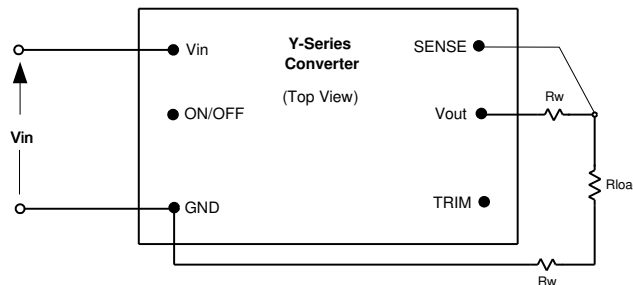 Y-Series
Converter
(Top View)
Vin
SENSE
Rw
ON/OFF
Vout
Vin
Rloa
GND
TRIM
Rw